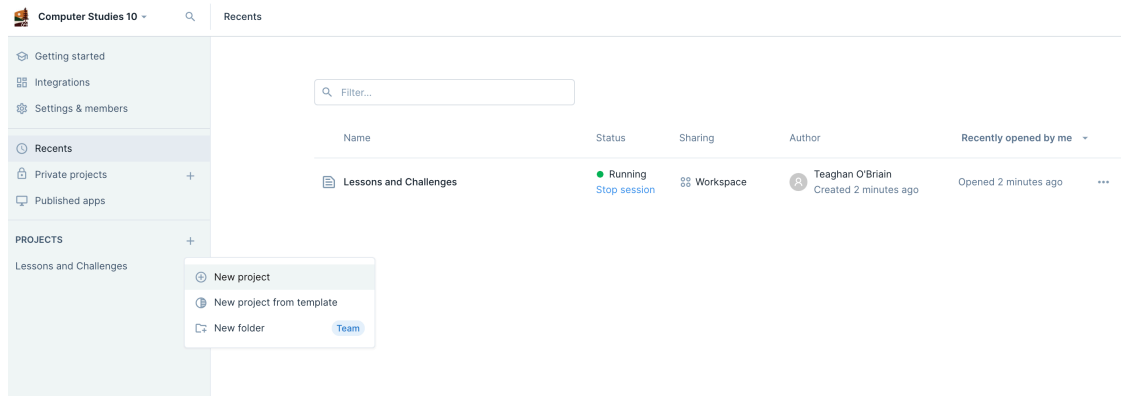 Computer Studies 10
Recents
Getting started
Integrations
Settings & members
Recents
Private projects
Published apps
PROJECTS
Lessons and Challenges
New project
New project from template
New folder Team
Filter...
Name Status Sharing Author Recently opened by me
Lessons and Challenges Running Workspace Teaghan O'Briain Opened 2 minutes ago
Stop session Created 2 minutes ago